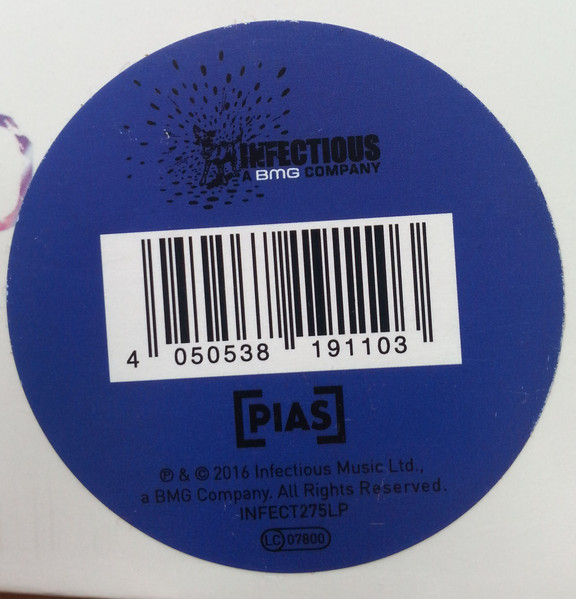 INFECTIOUS
A BMG COMPANY
4 050538 191103
[PIAS]
℗ & © 2016 Infectious Music Ltd.,
a BMG Company. All Rights Reserved.
INFECT275LP
LC 07800